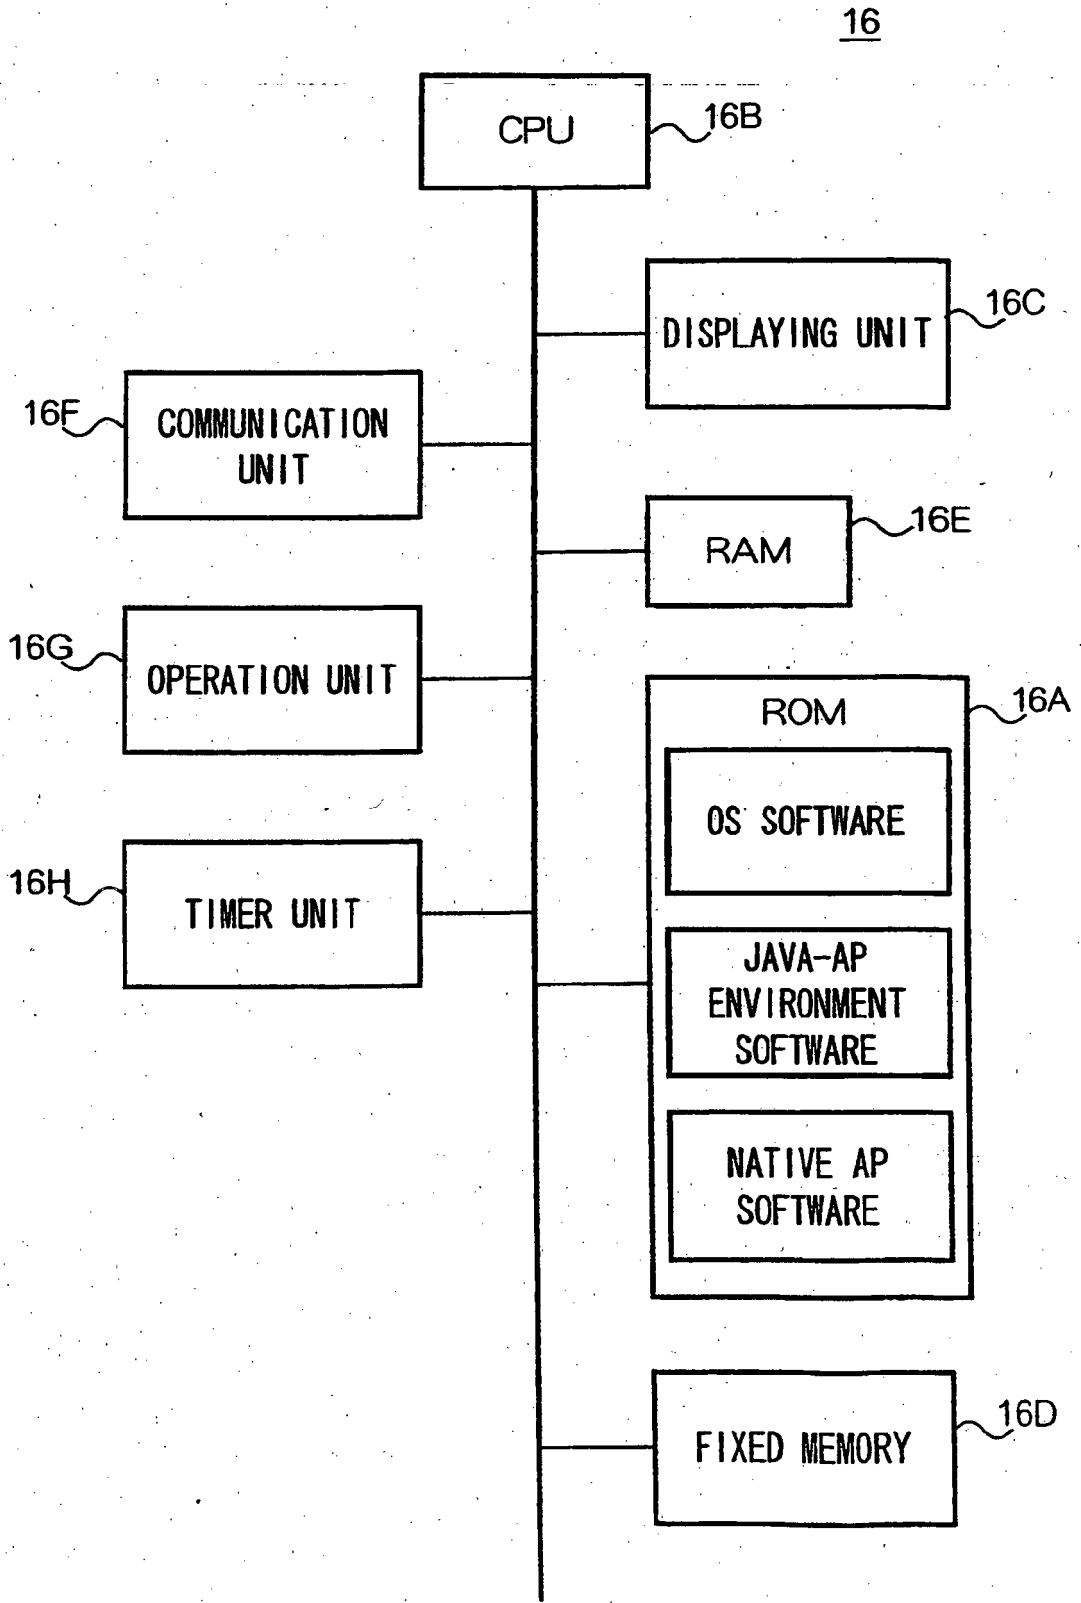 16
CPU
16B
DISPLAYING UNIT
16C
16F
COMMUNICATION
UNIT
RAM
16E
16G
OPERATION UNIT
ROM
16A
OS SOFTWARE
16H
TIMER UNIT
JAVA-AP
ENVIRONMENT
SOFTWARE
NATIVE AP
SOFTWARE
FIXED MEMORY
16D